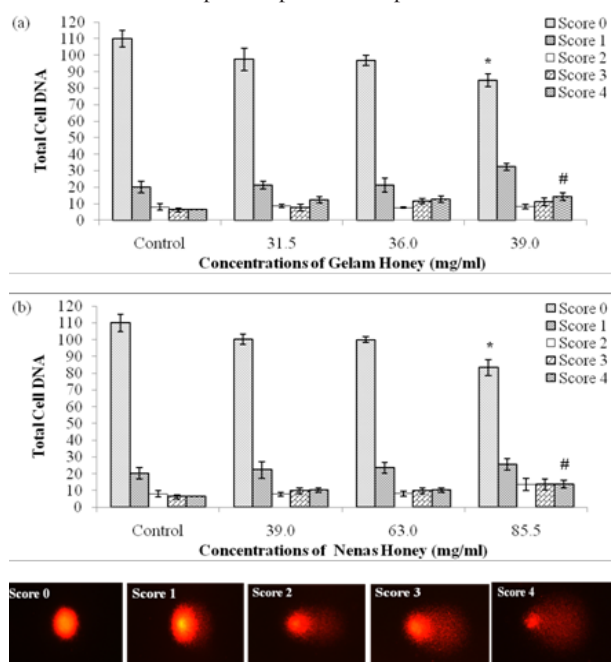 (a)
120
110
100
90
80
70
60
50
40
30
20
10
0
Total Cell DNA
*
#
Score 0
Score 1
Score 2
Score 3
Score 4
Control 31.5 36.0 39.0
Concentrations of Gelam Honey (mg/ml)
(b)
120
110
100
90
80
70
60
50
40
30
20
10
0
Total Cell DNA
*
#
Score 0
Score 1
Score 2
Score 3
Score 4
Control 39.0 63.0 85.5
Concentrations of Nenas Honey (mg/ml)
Score 0 Score 1 Score 2 Score 3 Score 4